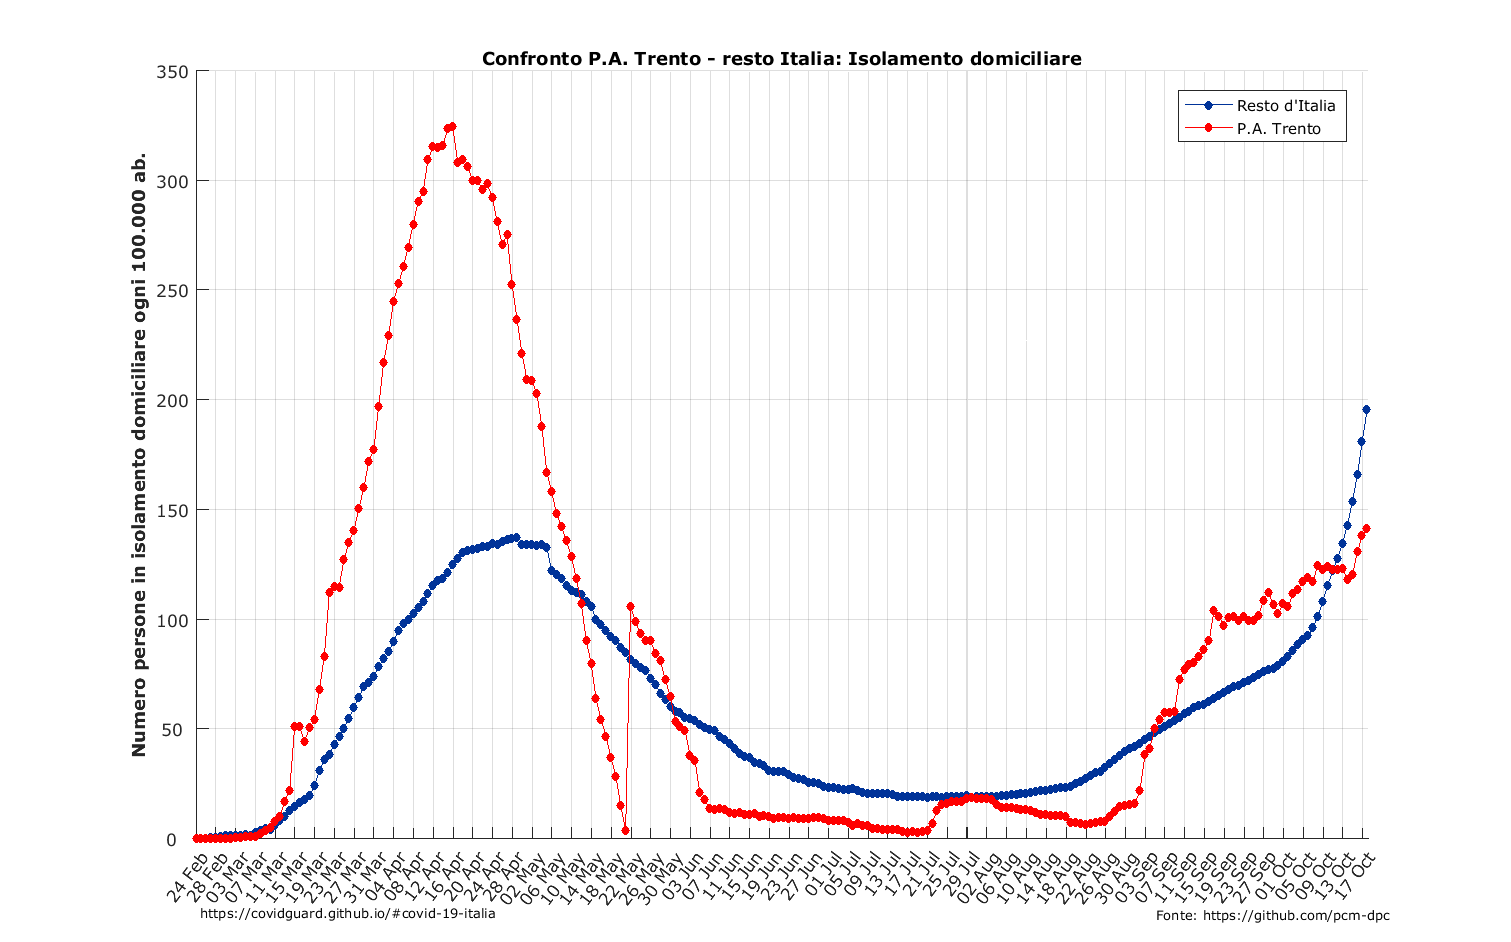 Confronto P.A. Trento - resto Italia: Isolamento domiciliare
Numero persone in isolamento domiciliare ogni 100.000 ab.
350
300
250
200
150
100
50
0
Resto d'Italia
P.A. Trento
24 Feb
28 Feb
03 Mar
07 Mar
11 Mar
15 Mar
19 Mar
23 Mar
27 Mar
31 Mar
04 Apr
08 Apr
12 Apr
16 Apr
20 Apr
24 Apr
28 Apr
02 May
06 May
10 May
14 May
18 May
22 May
26 May
30 May
03 Jun
07 Jun
11 Jun
15 Jun
19 Jun
23 Jun
27 Jun
01 Jul
05 Jul
09 Jul
13 Jul
17 Jul
21 Jul
25 Jul
29 Jul
02 Aug
06 Aug
10 Aug
14 Aug
18 Aug
22 Aug
26 Aug
30 Aug
03 Sep
07 Sep
11 Sep
15 Sep
19 Sep
23 Sep
27 Sep
01 Oct
05 Oct
09 Oct
13 Oct
17 Oct
https://covidguard.github.io/#covid-19-italia
Fonte: https://github.com/pcm-dpc